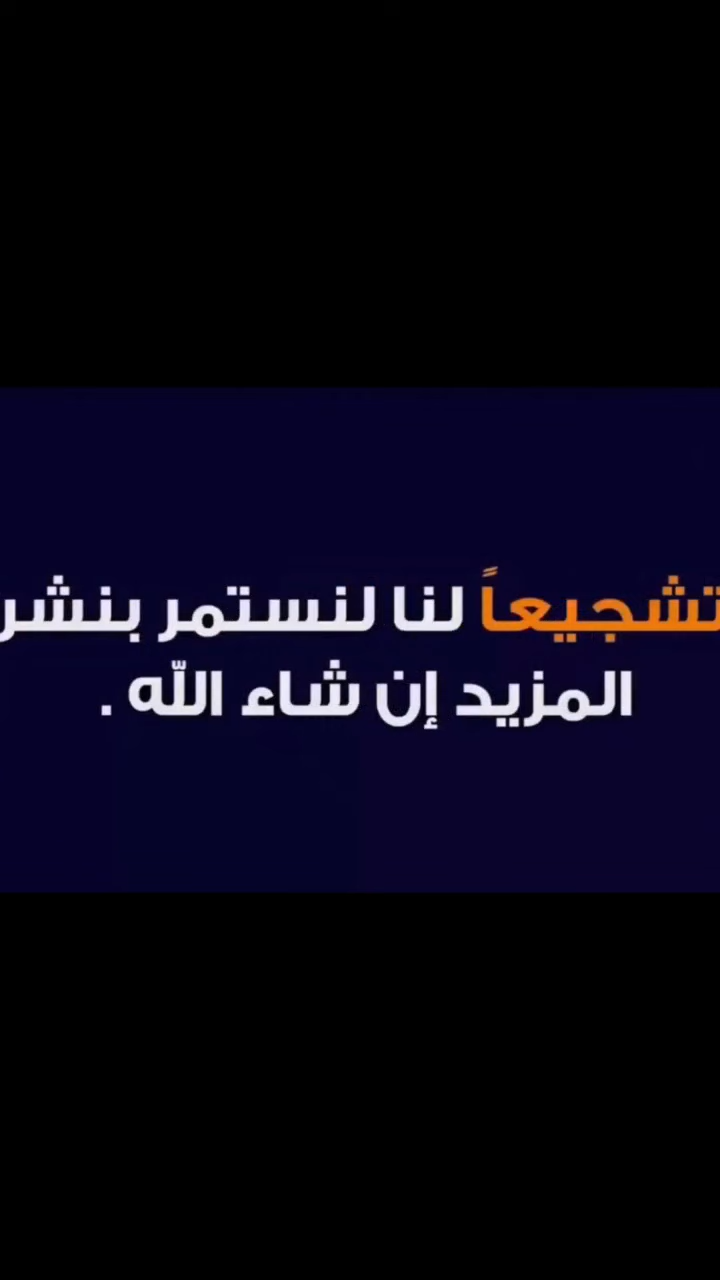 تشجيعاً لنا لنستمر بنشر
المزيد إن شاء الله .